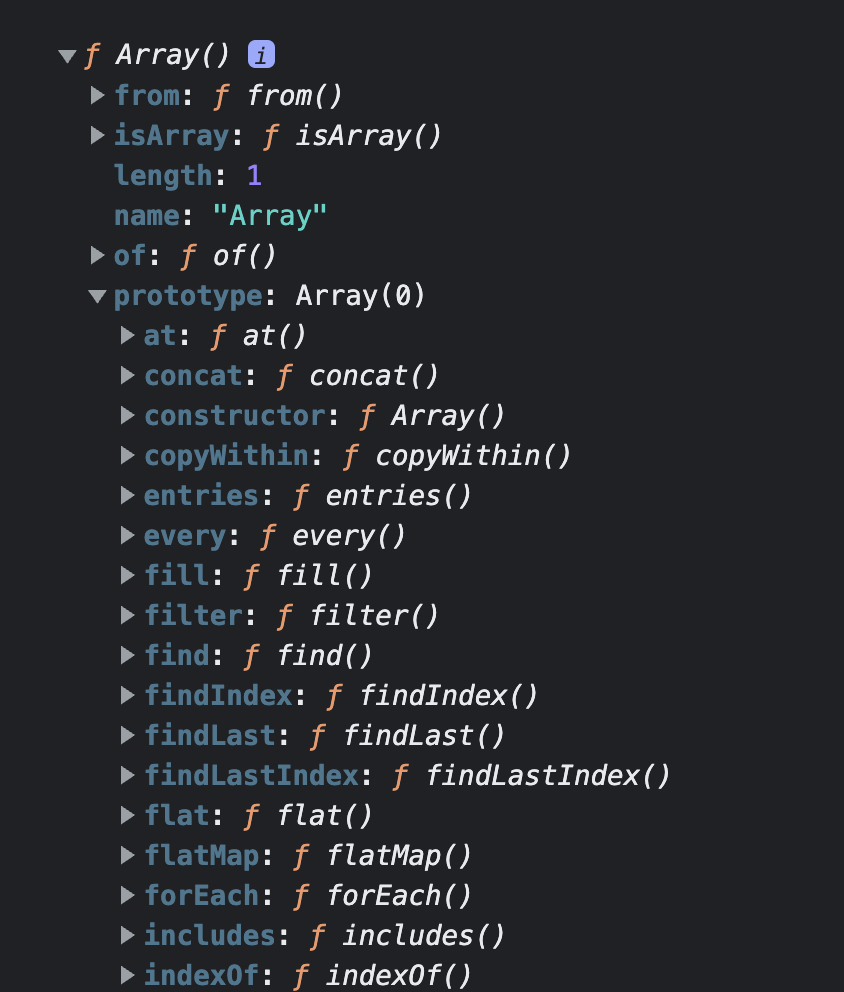 ▼ƒ Array() i
▶from: ƒ from()
▶isArray: ƒ isArray()
length: 1
name: "Array"
▶of: ƒ of()
▼prototype: Array(0)
▶at: ƒ at()
▶concat: ƒ concat()
▶constructor: ƒ Array()
▶copyWithin: ƒ copyWithin()
▶entries: ƒ entries()
▶every: ƒ every()
▶fill: ƒ fill()
▶filter: ƒ filter()
▶find: ƒ find()
▶findIndex: ƒ findIndex()
▶findLast: ƒ findLast()
▶findLastIndex: ƒ findLastIndex()
▶flat: ƒ flat()
▶flatMap: ƒ flatMap()
▶forEach: ƒ forEach()
▶includes: ƒ includes()
▶indexOf: ƒ indexOf()